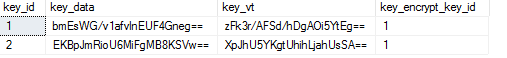 key_id key_data key_vt key_encrypt_key_id
1 bmEsWG/v1afvlnEUF4Gneg== zFk3r/AFSd/hDgAOi5YtEg== 1
2 EKBpJmRioU6MiFgMB8KSVw== XpJhU5YKgtUhihLjahUsSA== 1